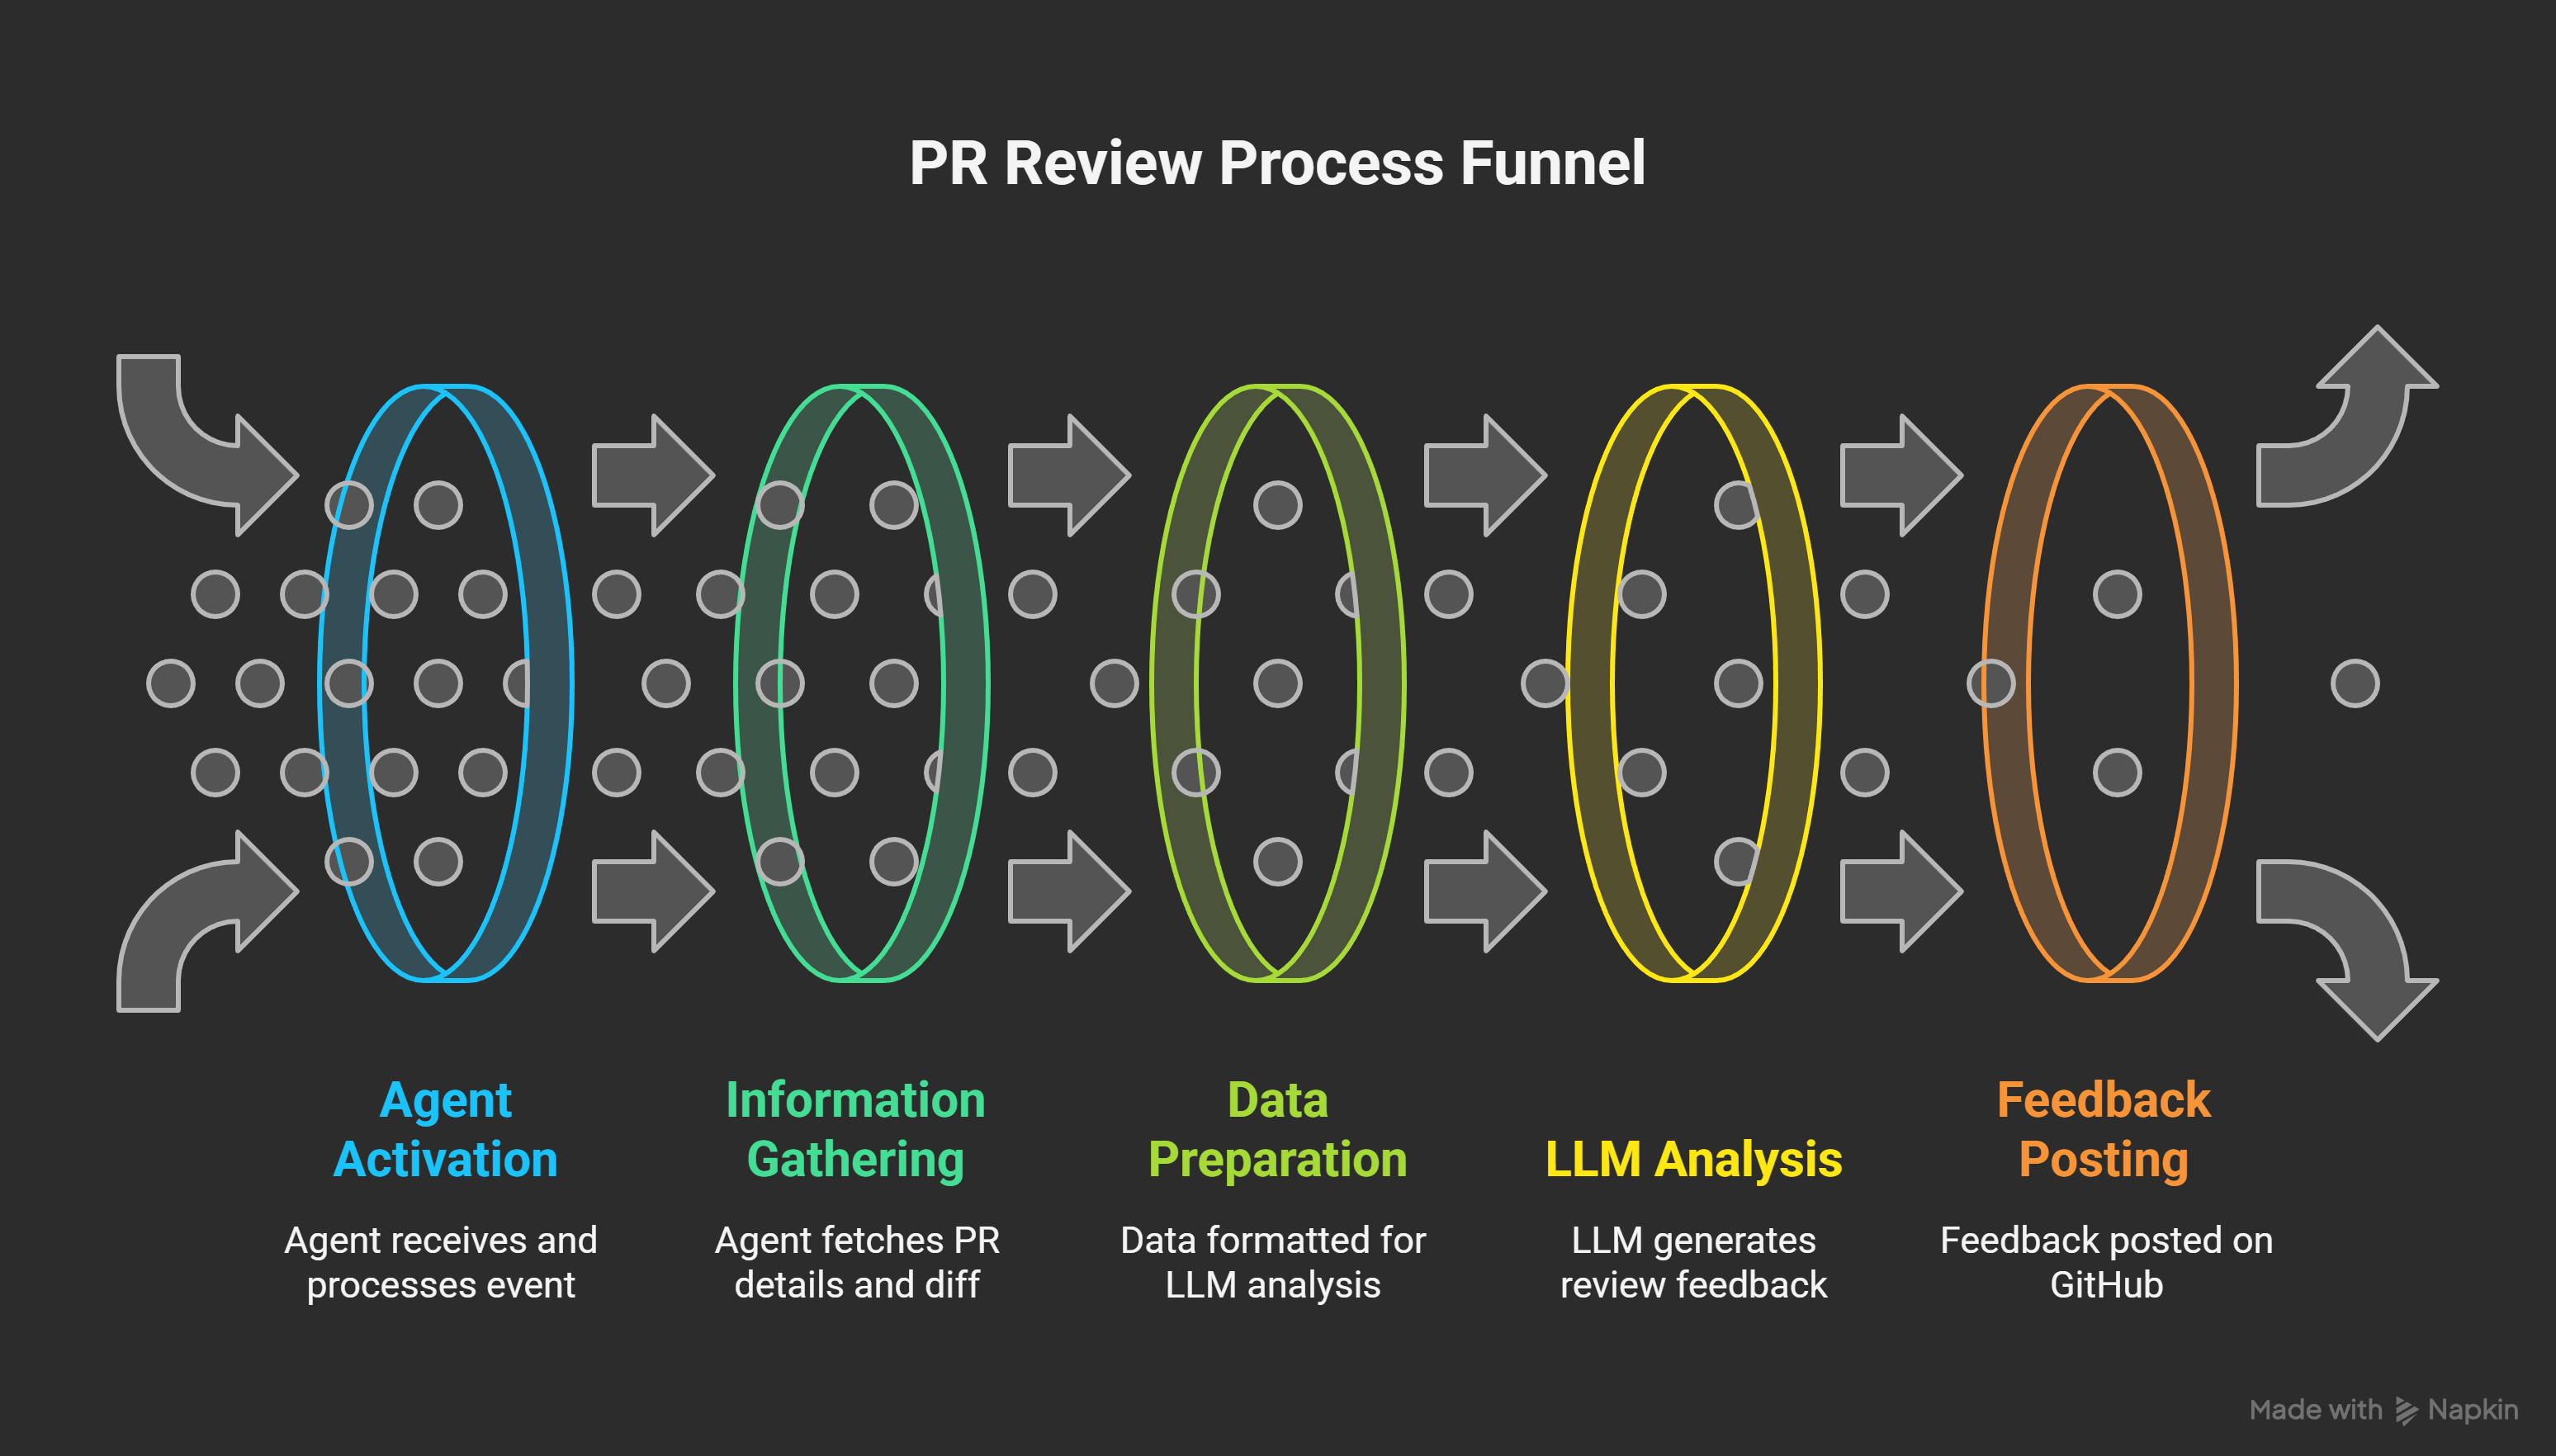 PR Review Process Funnel
Agent
Activation
Agent receives and
processes event
Information
Gathering
Agent fetches PR
details and diff
Data
Preparation
Data formatted for
LLM analysis
LLM Analysis
LLM generates
review feedback
Feedback
Posting
Feedback posted on
GitHub
Made with Napkin